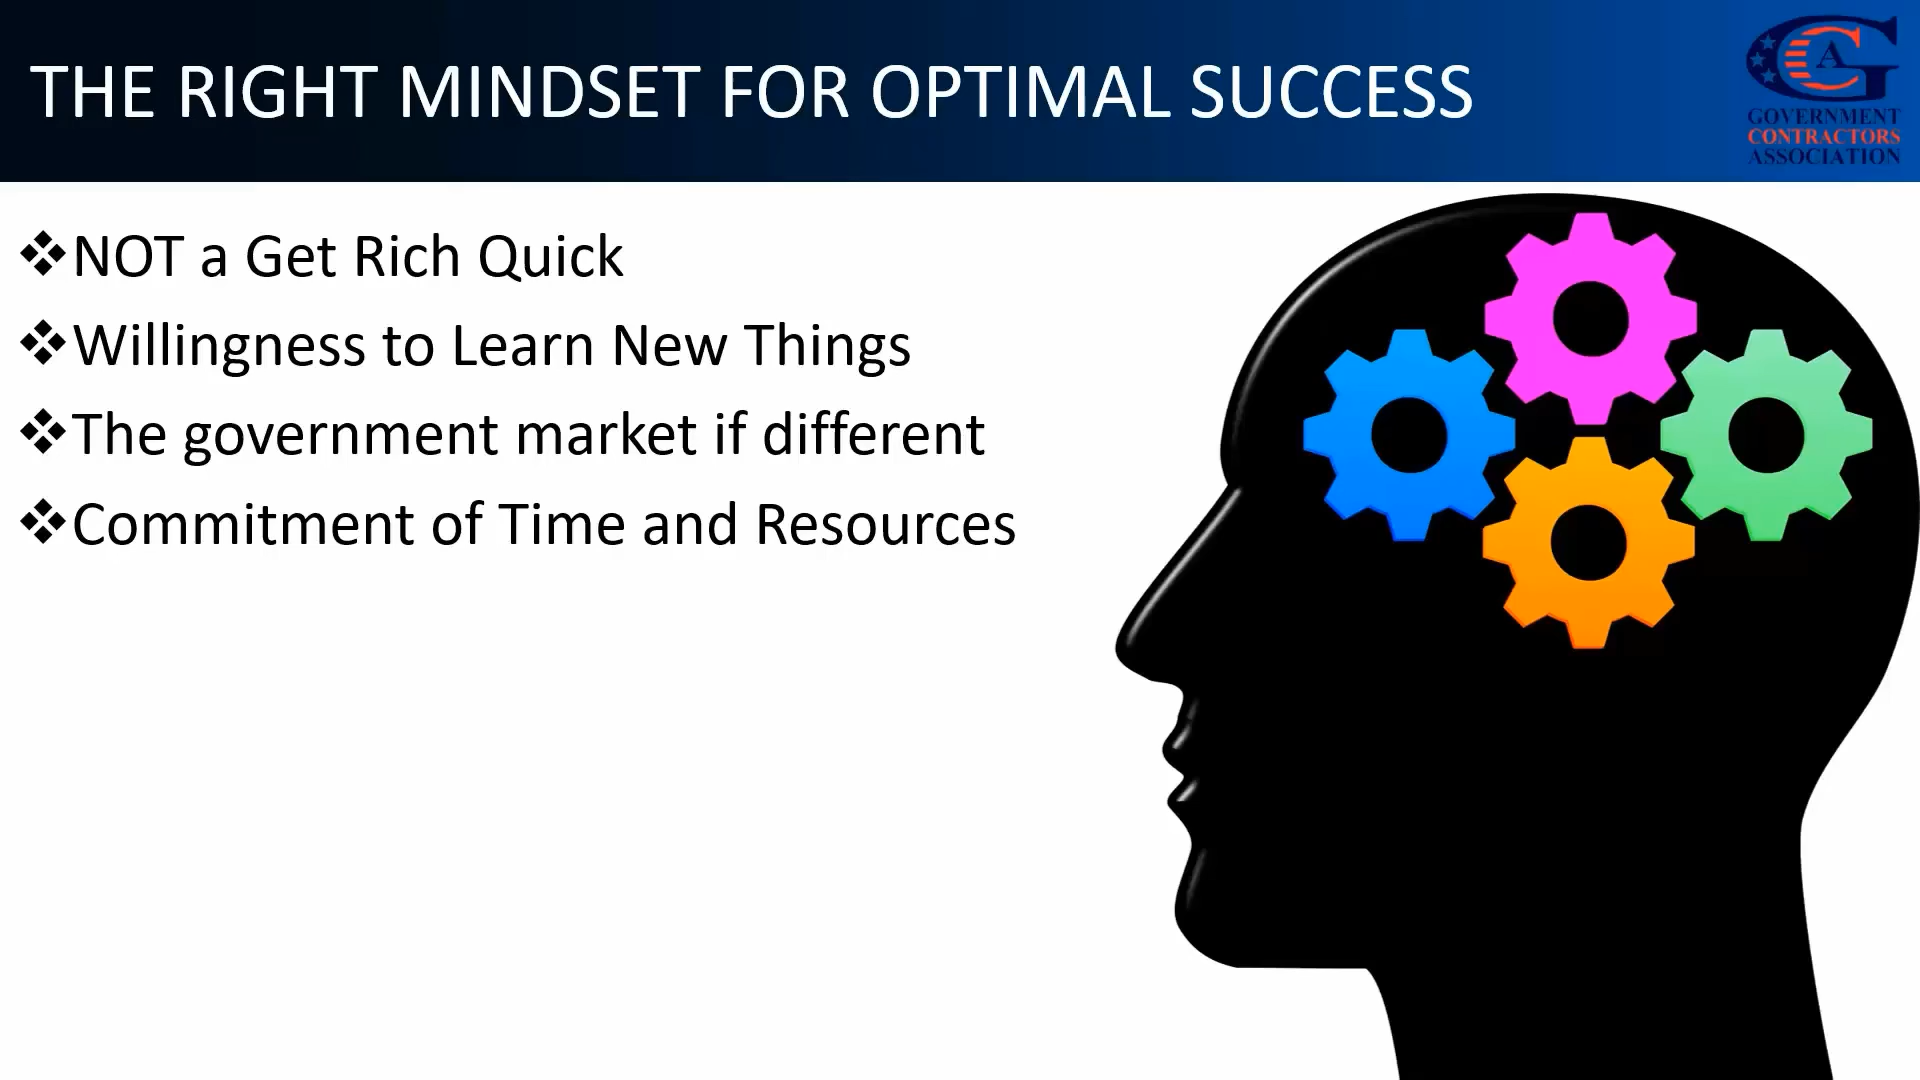 THE RIGHT MINDSET FOR OPTIMAL SUCCESS
GCA
GOVERNMENT
CONTRACTORS
ASSOCIATION
❖NOT a Get Rich Quick
❖Willingness to Learn New Things
❖The government market if different
❖Commitment of Time and Resources